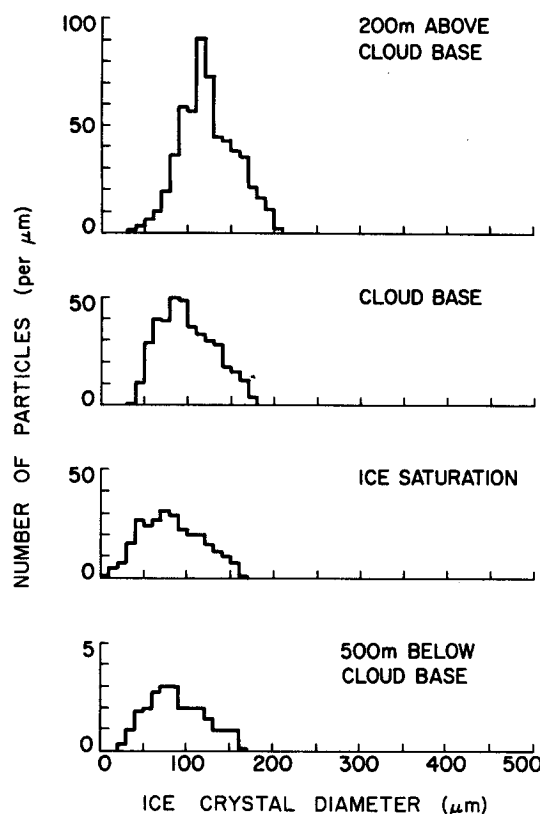 100
200m ABOVE
CLOUD BASE
50
0
50
CLOUD BASE
0
50
ICE SATURATION
0
5
500m BELOW
CLOUD BASE
0
0 100 200 300 400 500
ICE CRYSTAL DIAMETER (μm)
NUMBER OF PARTICLES (per μm)